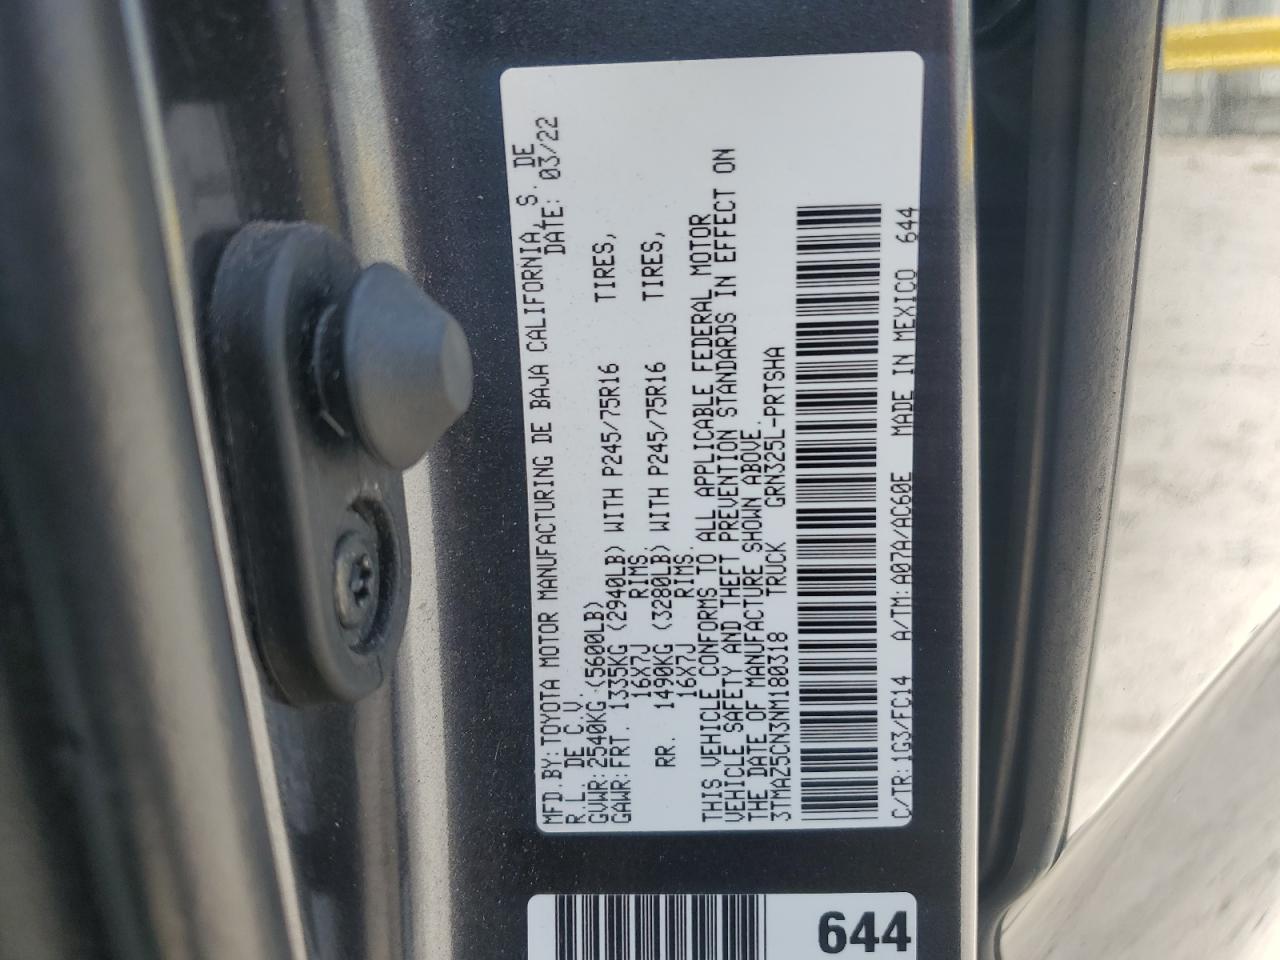 MFD.BY:TOYOTA MOTOR MANUFACTURING DE BAJA CALIFORNIA, S. DE
R.L. DE C.V. DATE: 03/22
GVWR:2540KG (5600LB)
GAWR:FRT. 1335KG (2940LB) WITH P245/75R16 TIRES,
16X7J RIMS.
RR. 1490KG (3280LB) WITH P245/75R16 TIRES,
16X7J RIMS.
THIS VEHICLE CONFORMS TO ALL APPLICABLE FEDERAL MOTOR
VEHICLE SAFETY AND THEFT PREVENTION STANDARDS IN EFFECT ON
THE DATE OF MANUFACTURE SHOWN ABOVE.
3TMAZ5CN3NM180318 TRUCK GRN325L-PRTSHA
C/TR:1G3/FC14 A/TM:A07A/AC60E MADE IN MEXICO 644
644